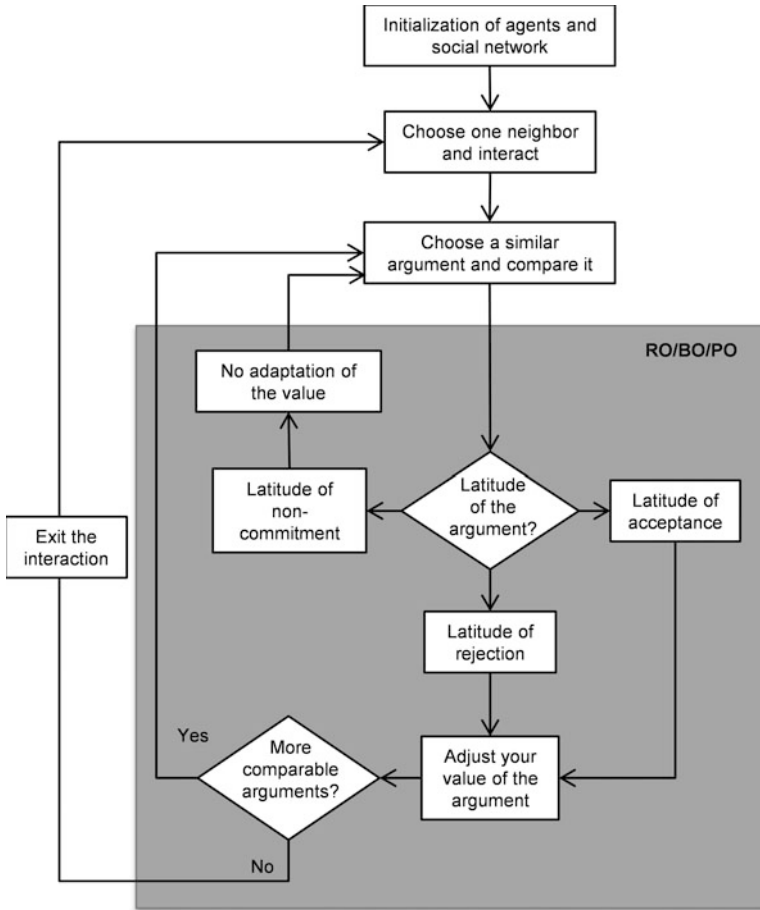 Initialization of agents and
social network
Choose one neighbor
and interact
Choose a similar
argument and compare it
RO/BO/PO
No adaptation of
the value
Latitude of
non-
commitment
Latitude
of the
argument?
Latitude of
acceptance
Exit the
interaction
Latitude of
rejection
Yes
More
comparable
arguments?
Adjust your
value of the
argument
No